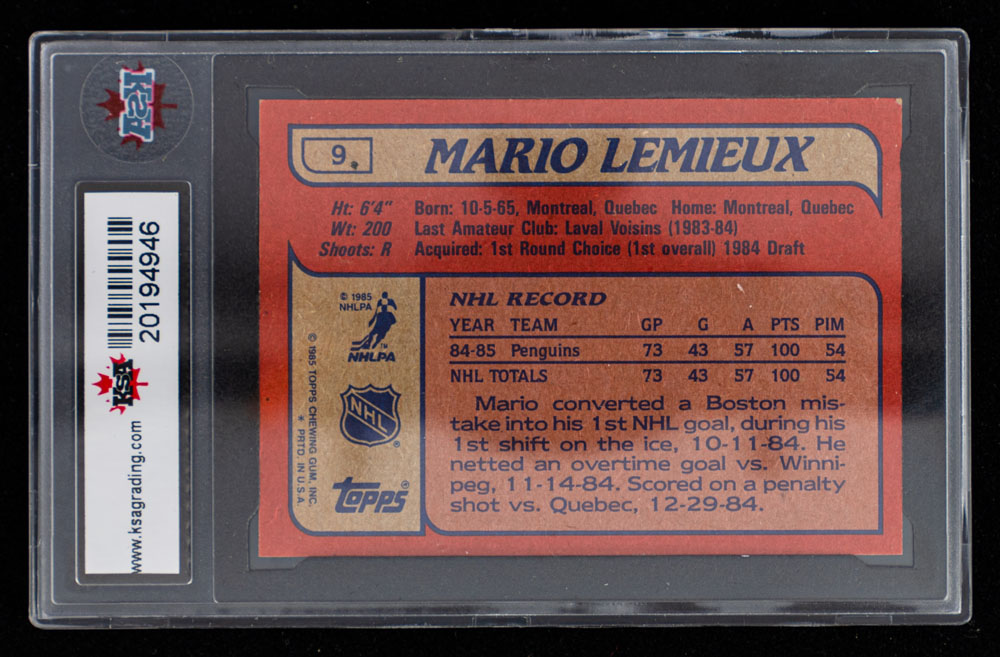 KSA
20194946
KSA
www.ksagrading.com
9.
MARIO LEMIEUX
Ht: 6'4" Born: 10-5-65, Montreal, Quebec Home: Montreal, Quebec
Wt: 200 Last Amateur Club: Laval Voisins (1983-84)
Shoots: R Acquired: 1st Round Choice (1st overall) 1984 Draft
© 1985
NHLPA
TM
NHLPA
NHL
®
topps®
© 1985 TOPPS CHEWING GUM, INC.
* PRTD. IN U.S.A.
NHL RECORD
YEAR TEAM GP G A PTS PIM
84-85 Penguins 73 43 57 100 54
NHL TOTALS 73 43 57 100 54
Mario converted a Boston mis-
take into his 1st NHL goal, during his
1st shift on the ice, 10-11-84. He
netted an overtime goal vs. Winni-
peg, 11-14-84. Scored on a penalty
shot vs. Quebec, 12-29-84.